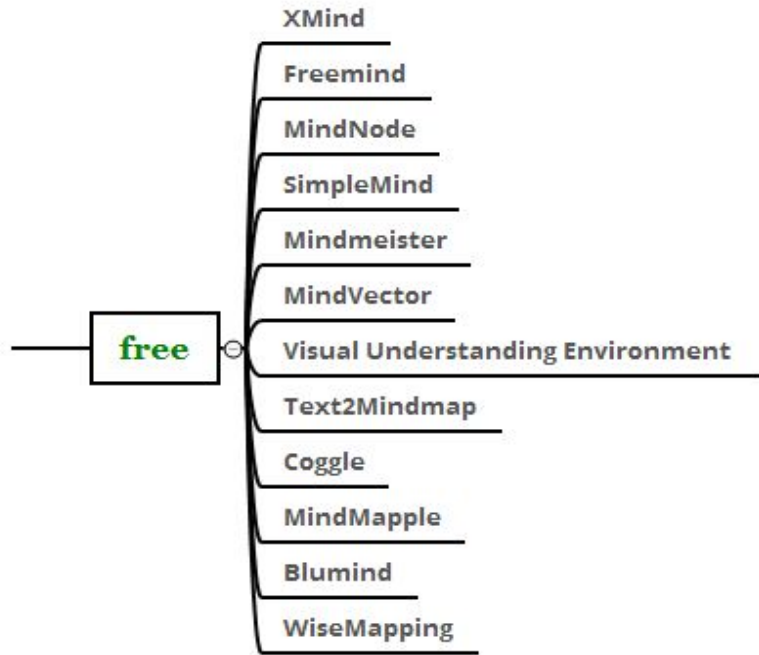 XMind
Freemind
MindNode
SimpleMind
Mindmeister
MindVector
free
Visual Understanding Environment
Text2Mindmap
Coggle
MindMapple
Blumind
WiseMapping